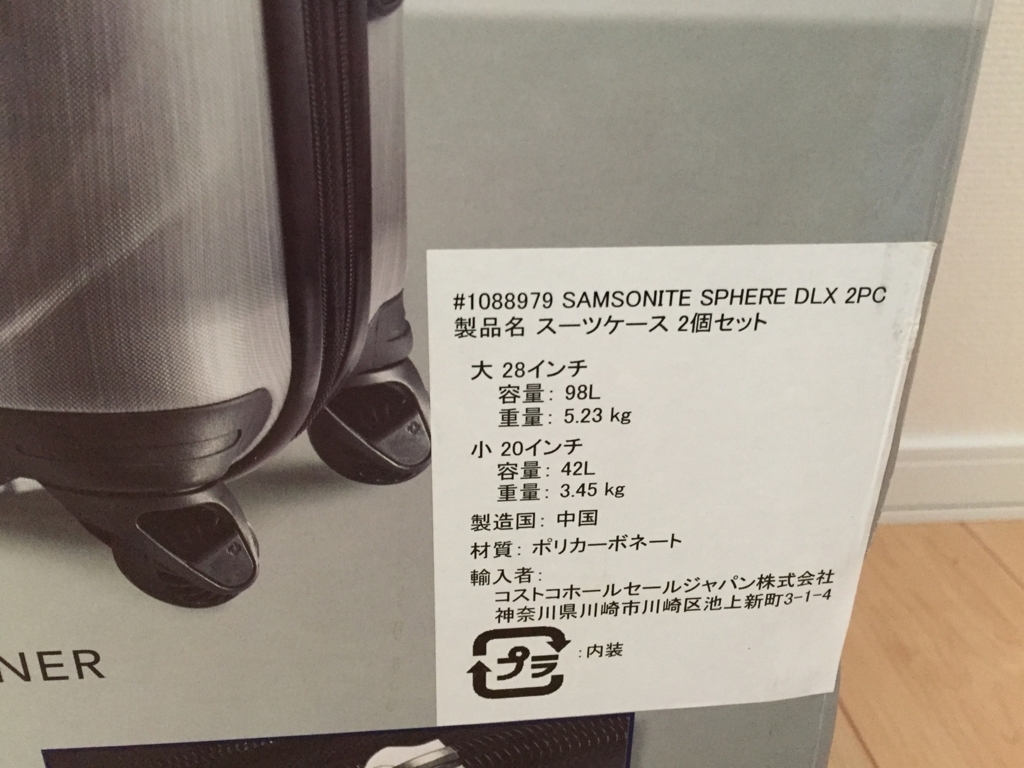 #1088979 SAMSONITE SPHERE DLX 2PC
製品名 スーツケース 2個セット
大 28インチ
容量: 98L
重量: 5.23 kg
小 20インチ
容量: 42L
重量: 3.45 kg
製造国: 中国
材質: ポリカーボネート
輸入者:
コストコホールセールジャパン株式会社
神奈川県川崎市川崎区池上新町3-1-4
プラ :内装
NER